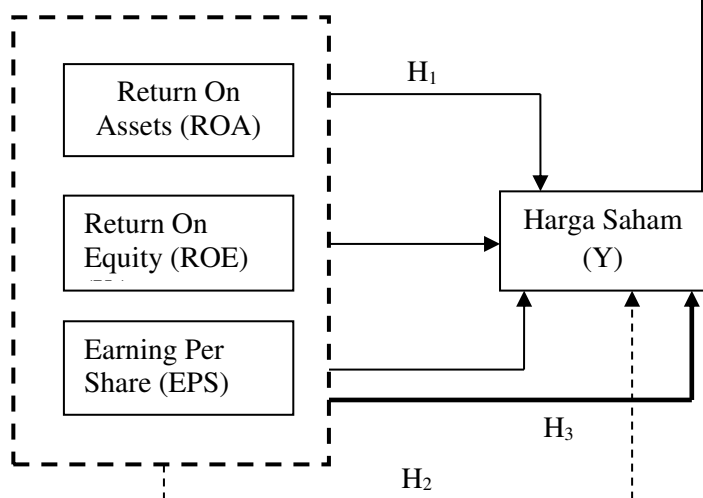 H₁
Return On
Assets (ROA)
Return On
Equity (ROE)
Harga Saham
(Y)
Earning Per
Share (EPS)
H₃
H₂